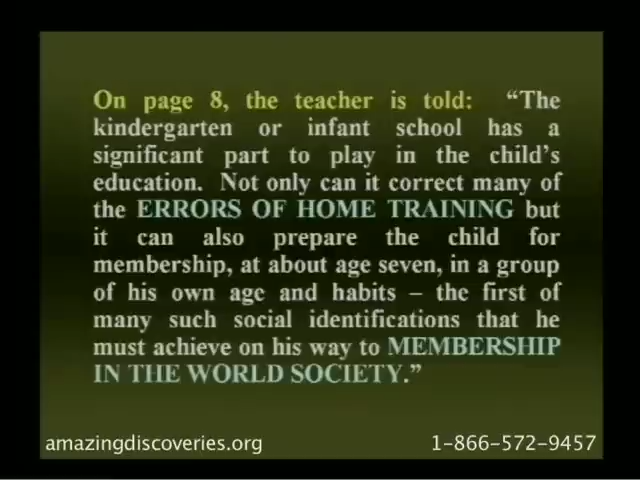 On page 8, the teacher is told: “The
kindergarten or infant school has a
significant part to play in the child’s
education. Not only can it correct many of
the ERRORS OF HOME TRAINING but
it can also prepare the child for
membership, at about age seven, in a group
of his own age and habits – the first of
many such social identifications that he
must achieve on his way to MEMBERSHIP
IN THE WORLD SOCIETY.”
amazingdiscoveries.org 1-866-572-9457